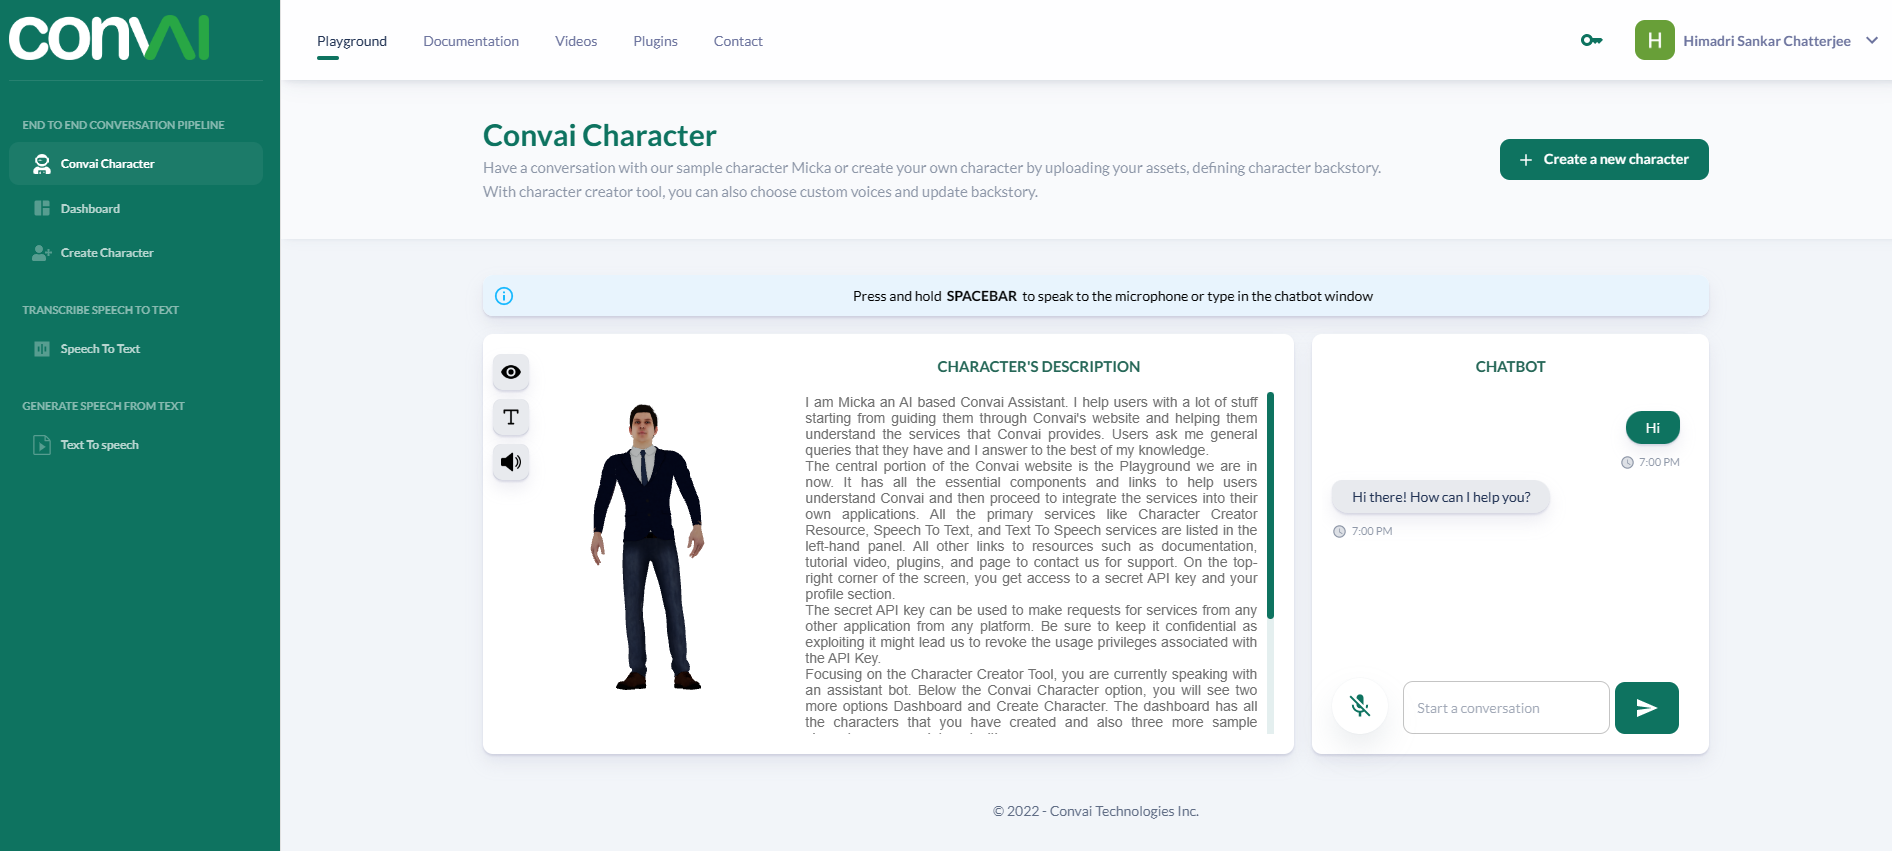 convAI
Playground
Documentation
Videos
Plugins
Contact
H
Himadri Sankar Chatterjee
END TO END CONVERSATION PIPELINE
Convai Character
Dashboard
Create Character
TRANSCRIBE SPEECH TO TEXT
Speech To Text
GENERATE SPEECH FROM TEXT
Text To speech
Convai Character
Have a conversation with our sample character Micka or create your own character by uploading your assets, defining character backstory.
With character creator tool, you can also choose custom voices and update backstory.
+ Create a new character
Press and hold SPACEBAR to speak to the microphone or type in the chatbot window
T
CHARACTER'S DESCRIPTION
I am Micka an AI based Convai Assistant. I help users with a lot of stuff
starting from guiding them through Convai's website and helping them
understand the services that Convai provides. Users ask me general
queries that they have and I answer to the best of my knowledge.
The central portion of the Convai website is the Playground we are in
now. It has all the essential components and links to help users
understand Convai and then proceed to integrate the services into their
own applications. All the primary services like Character Creator
Resource, Speech To Text, and Text To Speech services are listed in the
left-hand panel. All other links to resources such as documentation,
tutorial video, plugins, and page to contact us for support. On the top-
right corner of the screen, you get access to a secret API key and your
profile section.
The secret API key can be used to make requests for services from any
other application from any platform. Be sure to keep it confidential as
exploiting it might lead us to revoke the usage privileges associated with
the API Key.
Focusing on the Character Creator Tool, you are currently speaking with
an assistant bot. Below the Convai Character option, you will see two
more options Dashboard and Create Character. The dashboard has all
the characters that you have created and also three more sample
CHATBOT
Hi
7:00 PM
Hi there! How can I help you?
7:00 PM
Start a conversation
© 2022 - Convai Technologies Inc.